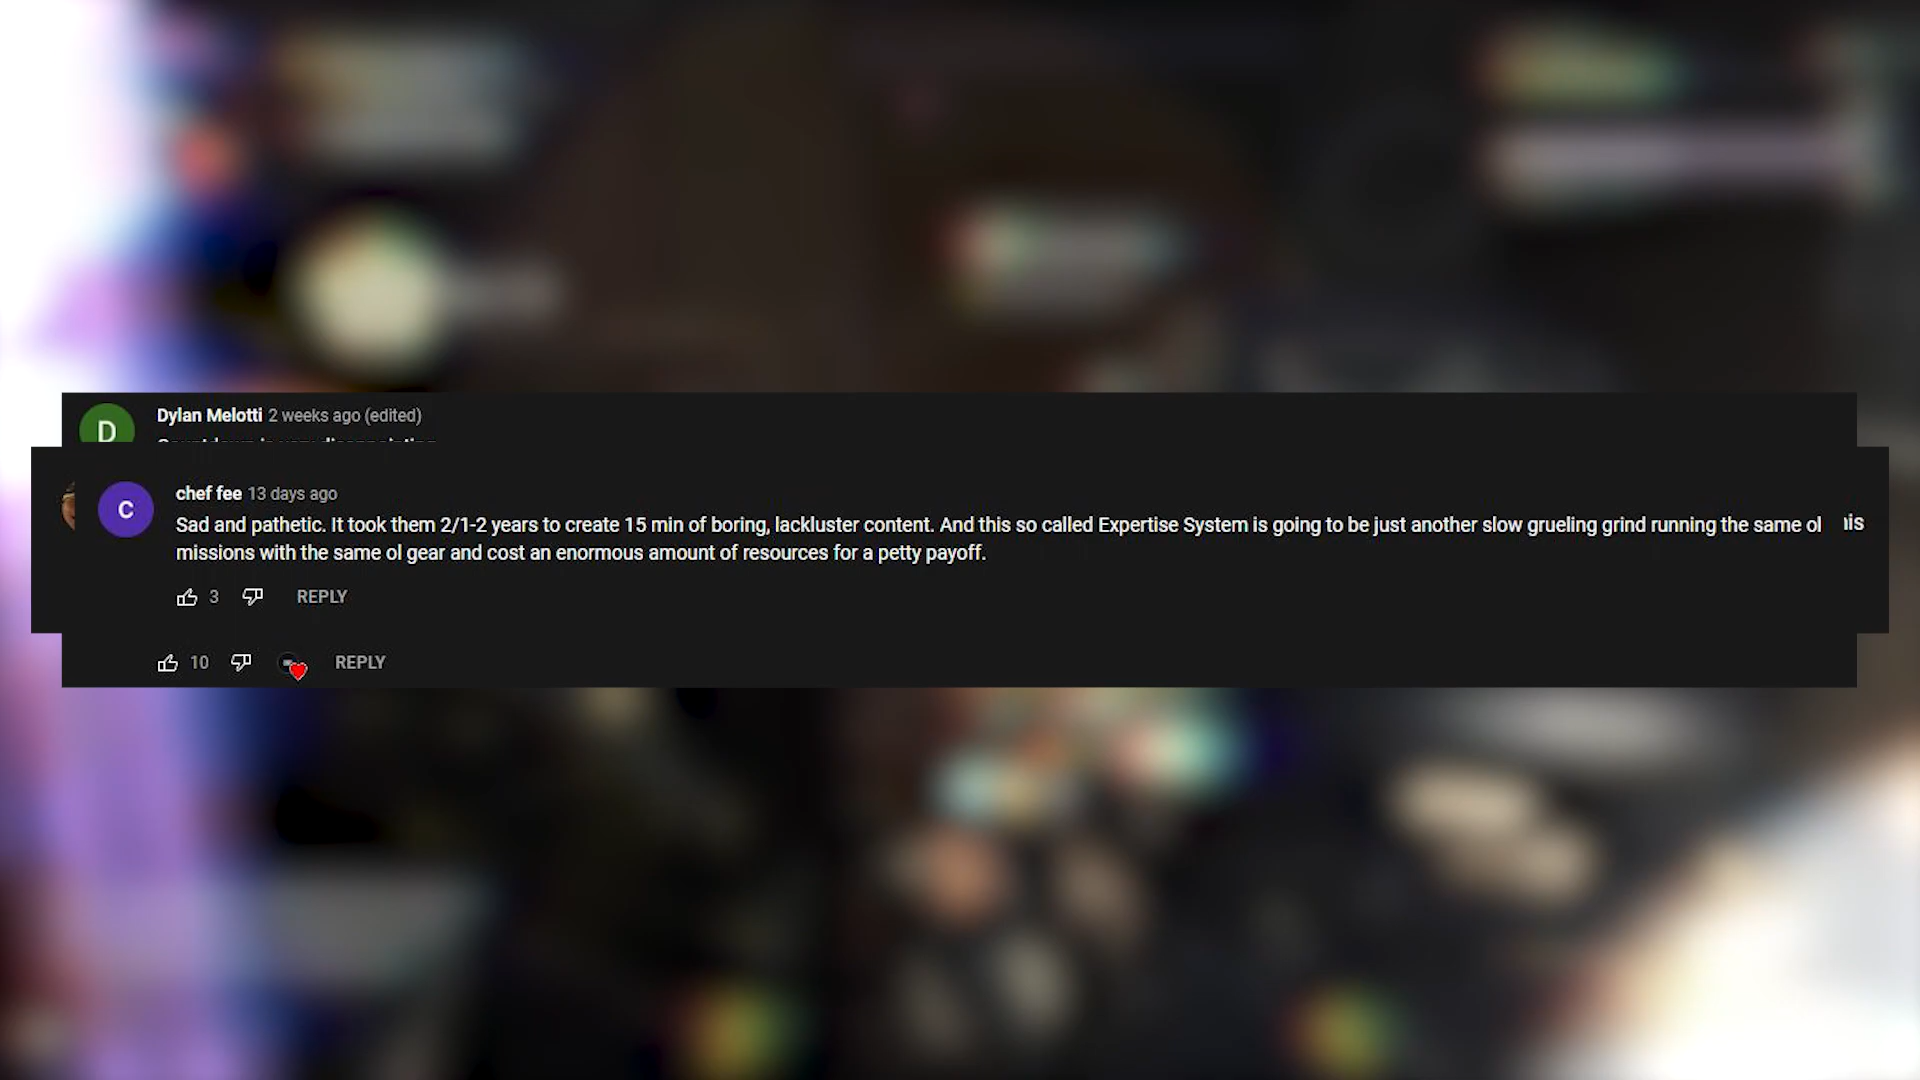 D
Dylan Melotti 2 weeks ago (edited)
C
chef fee 13 days ago
Sad and pathetic. It took them 2/1-2 years to create 15 min of boring, lackluster content. And this so called Expertise System is going to be just another slow grueling grind running the same ol
missions with the same ol gear and cost an enormous amount of resources for a petty payoff.
3 REPLY
10 REPLY